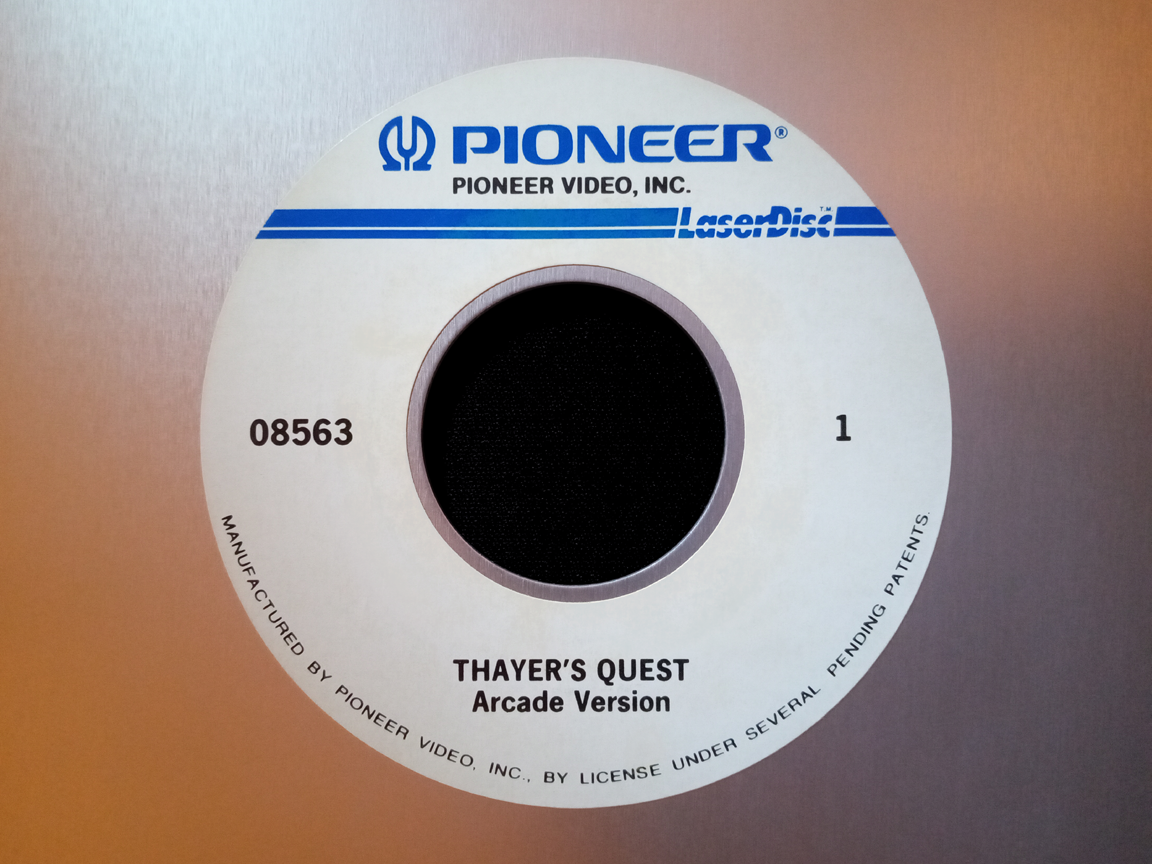 PIONEER®
PIONEER VIDEO, INC.
LaserDisc T.M.
08563
1
THAYER'S QUEST
Arcade Version
MANUFACTURED BY PIONEER VIDEO, INC., BY LICENSE UNDER SEVERAL PENDING PATENTS.